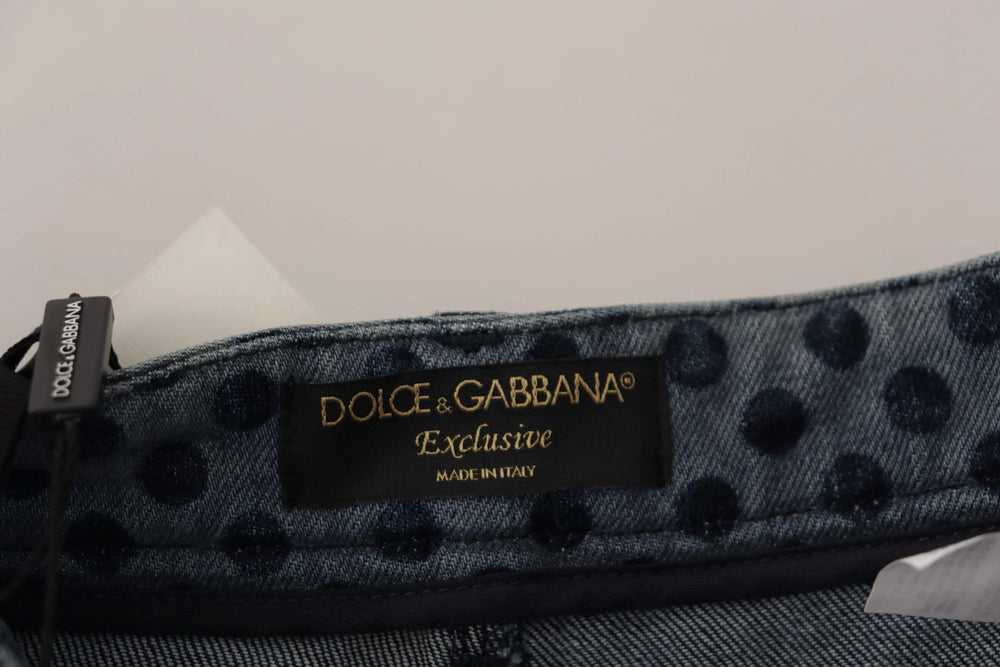 DOLCE & GABBANA
DOLCE & GABBANA®
Exclusive
MADE IN ITALY